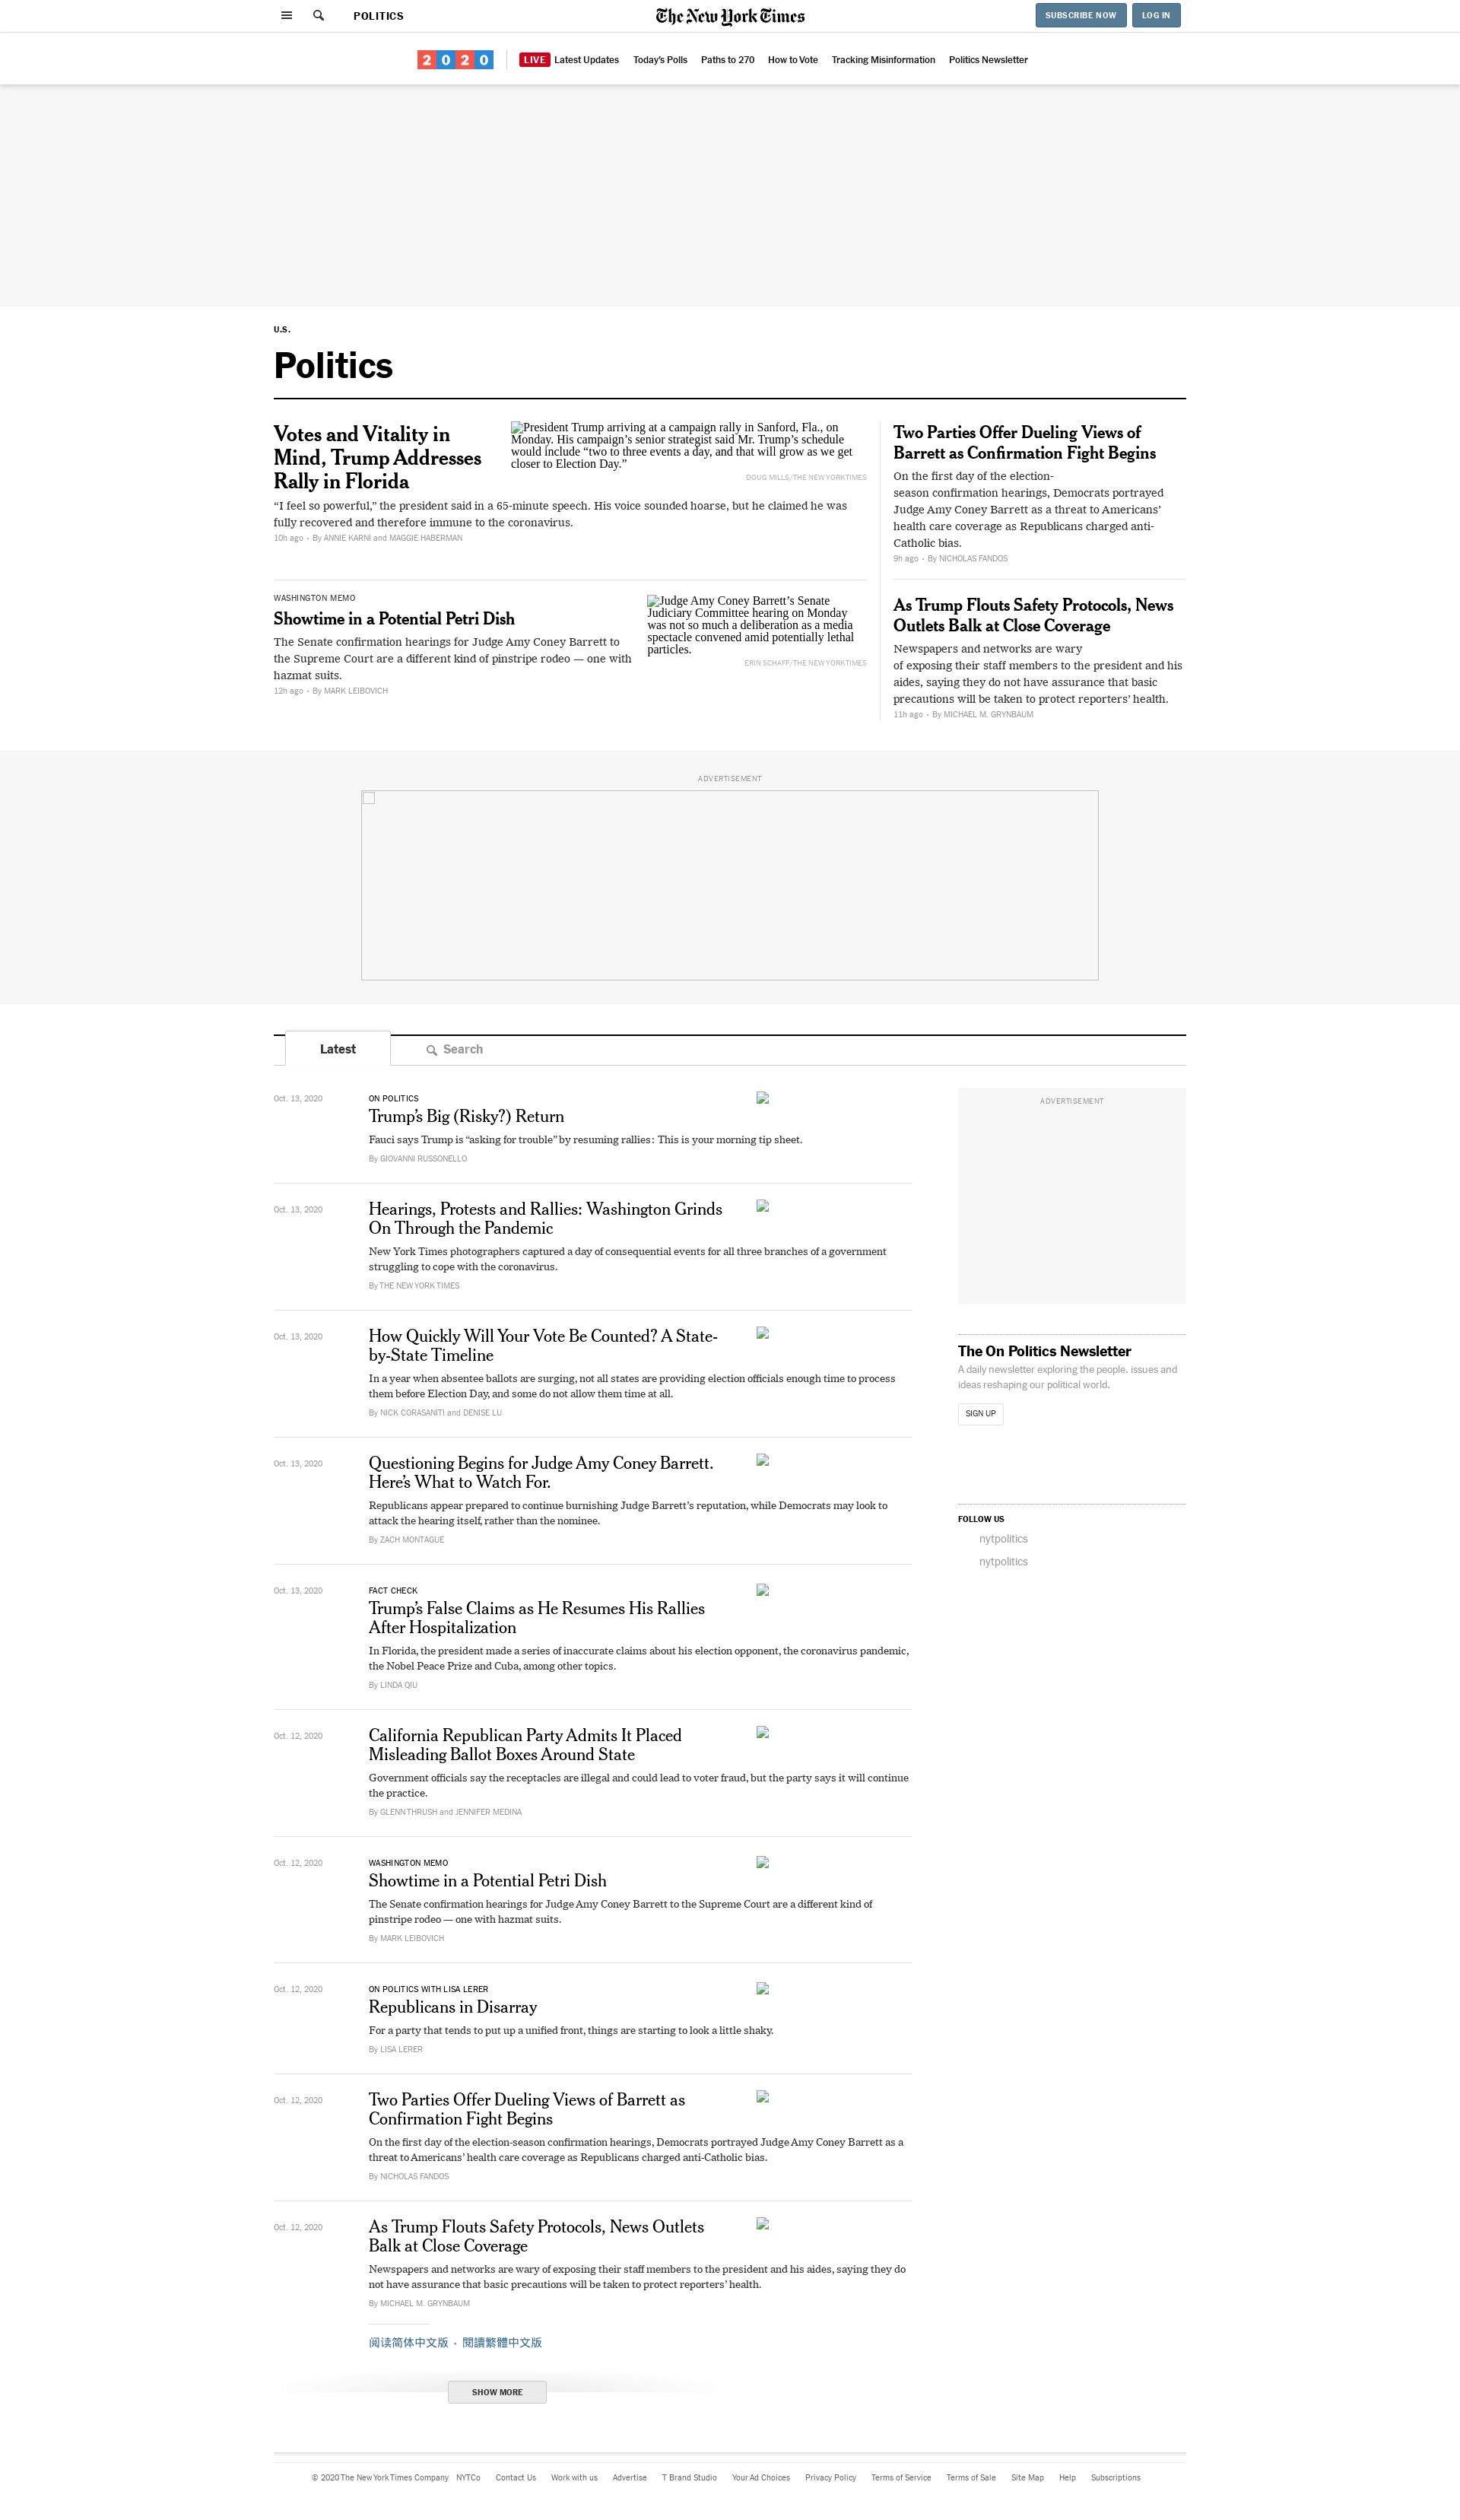 POLITICS
The New York Times
SUBSCRIBE NOW
LOG IN
2020
LIVE Latest Updates
Today's Polls
Paths to 270
How to Vote
Tracking Misinformation
Politics Newsletter
U.S.
Politics
Votes and Vitality in
Mind, Trump Addresses
Rally in Florida
President Trump arriving at a campaign rally in Sanford, Fla., on
Monday. His campaign's senior strategist said Mr. Trump's schedule
would include “two to three events a day, and that will grow as we get
closer to Election Day.”
DOUG MILLS/THE NEW YORK TIMES
“I feel so powerful,” the president said in a 65-minute speech. His voice sounded hoarse, but he claimed he was
fully recovered and therefore immune to the coronavirus.
10h ago • By ANNIE KARNI and MAGGIE HABERMAN
WASHINGTON MEMO
Showtime in a Potential Petri Dish
The Senate confirmation hearings for Judge Amy Coney Barrett to
the Supreme Court are a different kind of pinstripe rodeo — one with
hazmat suits.
12h ago • By MARK LEIBOVICH
Judge Amy Coney Barrett's Senate
Judiciary Committee hearing on Monday
was not so much a deliberation as a media
spectacle convened amid potentially lethal
particles.
ERIN SCHAFF/THE NEW YORK TIMES
Two Parties Offer Dueling Views of
Barrett as Confirmation Fight Begins
On the first day of the election-
season confirmation hearings, Democrats portrayed
Judge Amy Coney Barrett as a threat to Americans'
health care coverage as Republicans charged anti-
Catholic bias.
9h ago • By NICHOLAS FANDOS
As Trump Flouts Safety Protocols, News
Outlets Balk at Close Coverage
Newspapers and networks are wary
of exposing their staff members to the president and his
aides, saying they do not have assurance that basic
precautions will be taken to protect reporters' health.
11h ago • By MICHAEL M. GRYNBAUM
ADVERTISEMENT
Latest
Search
Oct. 13, 2020
ON POLITICS
Trump's Big (Risky?) Return
Fauci says Trump is “asking for trouble” by resuming rallies: This is your morning tip sheet.
By GIOVANNI RUSSONELLO
Oct. 13, 2020
Hearings, Protests and Rallies: Washington Grinds
On Through the Pandemic
New York Times photographers captured a day of consequential events for all three branches of a government
struggling to cope with the coronavirus.
By THE NEW YORK TIMES
Oct. 13, 2020
How Quickly Will Your Vote Be Counted? A State-
by-State Timeline
In a year when absentee ballots are surging, not all states are providing election officials enough time to process
them before Election Day, and some do not allow them time at all.
By NICK CORASANITI and DENISE LU
Oct. 13, 2020
Questioning Begins for Judge Amy Coney Barrett.
Here's What to Watch For.
Republicans appear prepared to continue burnishing Judge Barrett's reputation, while Democrats may look to
attack the hearing itself, rather than the nominee.
By ZACH MONTAGUE
Oct. 13, 2020
FACT CHECK
Trump's False Claims as He Resumes His Rallies
After Hospitalization
In Florida, the president made a series of inaccurate claims about his election opponent, the coronavirus pandemic,
the Nobel Peace Prize and Cuba, among other topics.
By LINDA QIU
Oct. 12, 2020
California Republican Party Admits It Placed
Misleading Ballot Boxes Around State
Government officials say the receptacles are illegal and could lead to voter fraud, but the party says it will continue
the practice.
By GLENN THRUSH and JENNIFER MEDINA
Oct. 12, 2020
WASHINGTON MEMO
Showtime in a Potential Petri Dish
The Senate confirmation hearings for Judge Amy Coney Barrett to the Supreme Court are a different kind of
pinstripe rodeo — one with hazmat suits.
By MARK LEIBOVICH
Oct. 12, 2020
ON POLITICS WITH LISA LERER
Republicans in Disarray
For a party that tends to put up a unified front, things are starting to look a little shaky.
By LISA LERER
Oct. 12, 2020
Two Parties Offer Dueling Views of Barrett as
Confirmation Fight Begins
On the first day of the election-season confirmation hearings, Democrats portrayed Judge Amy Coney Barrett as a
threat to Americans' health care coverage as Republicans charged anti-Catholic bias.
By NICHOLAS FANDOS
Oct. 12, 2020
As Trump Flouts Safety Protocols, News Outlets
Balk at Close Coverage
Newspapers and networks are wary of exposing their staff members to the president and his aides, saying they do
not have assurance that basic precautions will be taken to protect reporters' health.
By MICHAEL M. GRYNBAUM
阅读简体中文版 • 閱讀繁體中文版
SHOW MORE
ADVERTISEMENT
The On Politics Newsletter
A daily newsletter exploring the people, issues and
ideas reshaping our political world.
SIGN UP
FOLLOW US
nytpolitics
nytpolitics
© 2020 The New York Times Company NYTCo Contact Us Work with us Advertise T Brand Studio Your Ad Choices Privacy Policy Terms of Service Terms of Sale Site Map Help Subscriptions